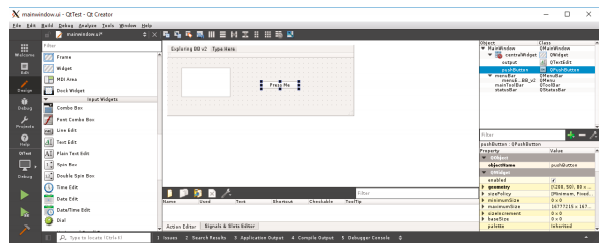 mainwindow.ui - QtTest - Qt Creator
File Edit Build Debug Analyze Tools Window Help
mainwindow.ui*
Welcome
Edit
Design
Debug
Projects
Help
QtTest
Debug
Filter
Frame
Widget
MDI Area
Dock Widget
Input Widgets
Combo Box
Font Combo Box
Line Edit
Text Edit
Plain Text Edit
Spin Box
Double Spin Box
Time Edit
Date Edit
Date/Time Edit
Dial
Exploring BB v2 Type Here
Press Me
Filter
Name Used Text Shortcut Checkable ToolTip
Action Editor Signals & Slots Editor
Object Class
MainWindow QMainWindow
centralWidget QWidget
output QTextEdit
pushButton QPushButton
menuBar QMenuBar
menuE...BB_v2 QMenu
mainToolBar QToolBar
statusBar QStatusBar
Filter
pushButton : QPushButton
Property Value
QObject
objectName pushButton
QWidget
enabled
geometry [(200, 50), 80 x ...
sizePolicy [Minimum, Fixed,
minimumSize 0 x 0
maximumSize 16777215 x 167...
sizeIncrement 0 x 0
baseSize 0 x 0
palette Inherited
Type to locate (Ctrl+K)
1 Issues 2 Search Results 3 Application Output 4 Compile Output 5 Debugger Console